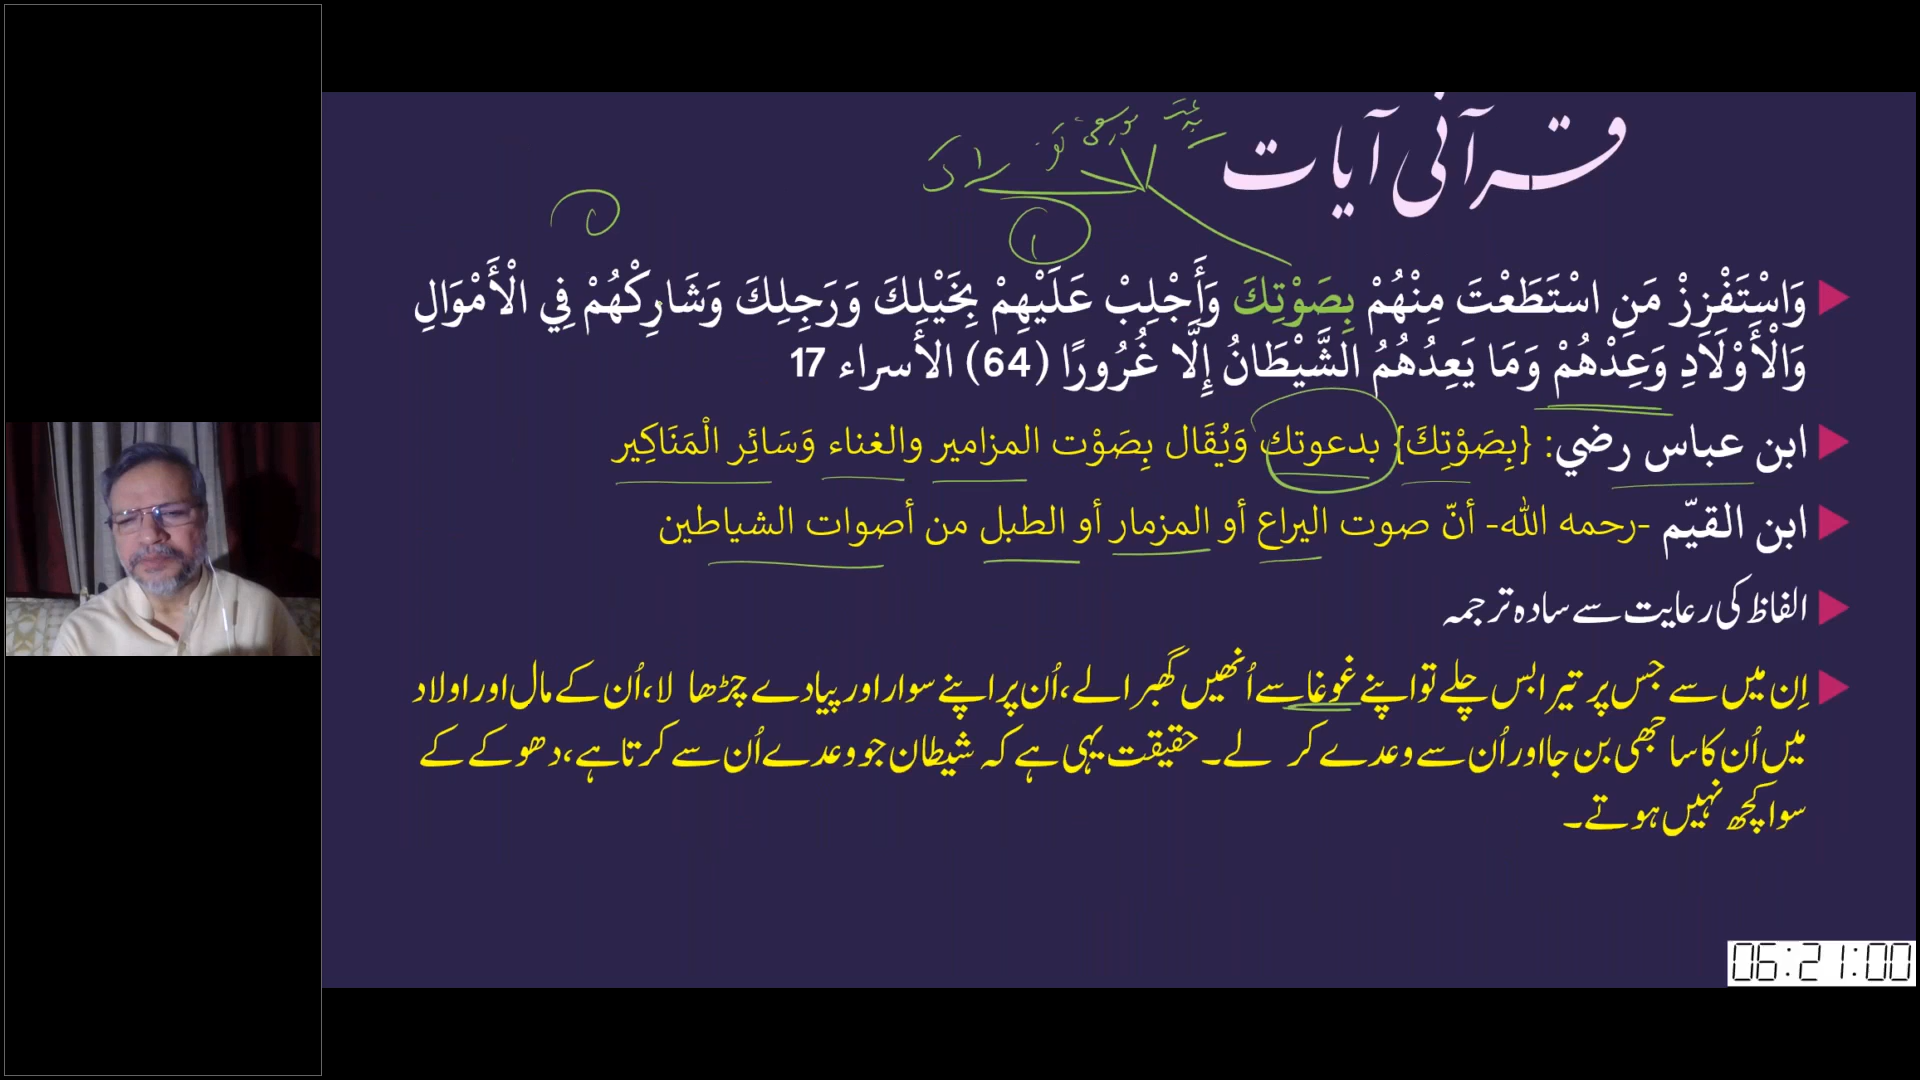 قرآنی آیات
وَاسْتَفْزِزْ مَنِ اسْتَطَعْتَ مِنْهُمْ بِصَوْتِكَ وَأَجْلِبْ عَلَيْهِمْ بِخَيْلِكَ وَرَجِلِكَ وَشَارِكْهُمْ فِي الْأَمْوَالِ
وَالْأَوْلَادِ وَعِدْهُمْ وَمَا يَعِدُهُمُ الشَّيْطَانُ إِلَّا غُرُورًا (64) الأسراء 17
ابن عباس رضي: {بِصَوْتِكَ} بدعوتك وَيُقَال بِصَوْت المزامير والغناء وَسَائِر الْمَنَاكِير
ابن القيّم -رحمه الله- أنّ صوت اليراع أو المزمار أو الطبل من أصوات الشياطين
الفاظ کی رعایت سے سادہ ترجمہ
اِن میں سے جس پر تیرا بس چلے تو اپنے غوغا سے اُنھیں گھبرا لے، اُن پر اپنے سوار اور پیادے چڑھا لا، اُن کے مال اور اولاد
میں اُن کا ساجھی بن جا اور اُن سے وعدے کر لے۔ حقیقت یہی ہے کہ شیطان جو وعدے اُن سے کرتا ہے، دھوکے کے
سوا کچھ نہیں ہوتے۔
06:21:00